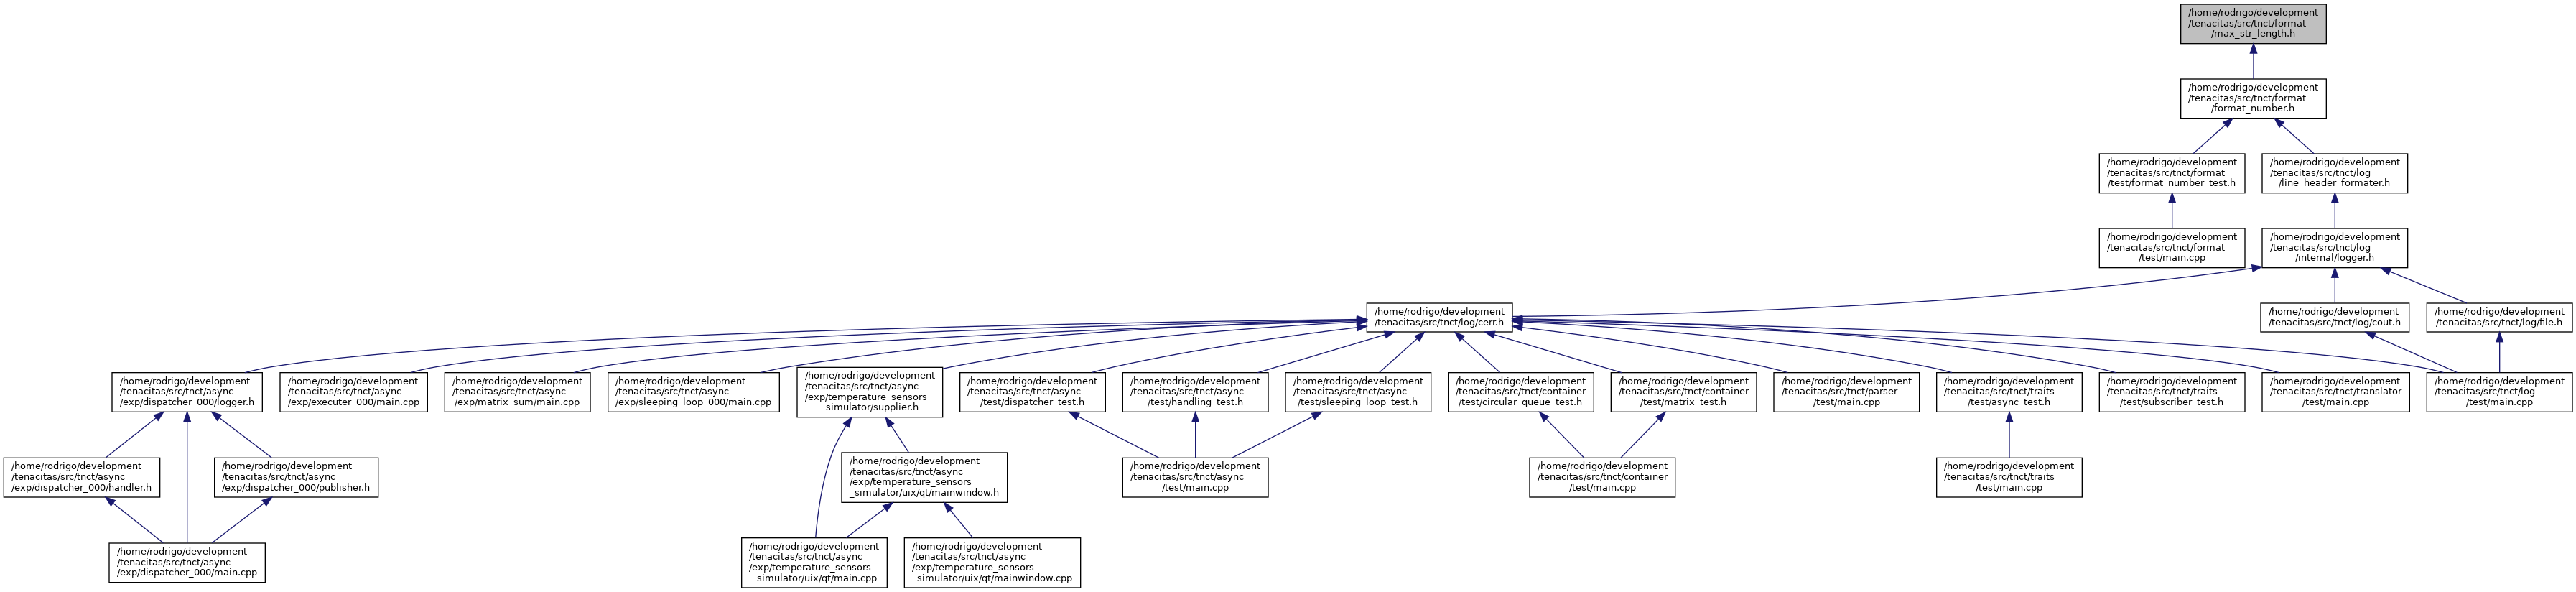 /home/rodrigo/development
/tenacitas/src/tnct/format
/max_str_length.h
/home/rodrigo/development
/tenacitas/src/tnct/format
/format_number.h
/home/rodrigo/development
/tenacitas/src/tnct/format
/test/format_number_test.h
/home/rodrigo/development
/tenacitas/src/tnct/log
/line_header_formater.h
/home/rodrigo/development
/tenacitas/src/tnct/format
/test/main.cpp
/home/rodrigo/development
/tenacitas/src/tnct/log
/internal/logger.h
/home/rodrigo/development
/tenacitas/src/tnct/log/cerr.h
/home/rodrigo/development
/tenacitas/src/tnct/log/cout.h
/home/rodrigo/development
/tenacitas/src/tnct/log/file.h
/home/rodrigo/development
/tenacitas/src/tnct/async
/exp/dispatcher_000/logger.h
/home/rodrigo/development
/tenacitas/src/tnct/async
/exp/executer_000/main.cpp
/home/rodrigo/development
/tenacitas/src/tnct/async
/exp/matrix_sum/main.cpp
/home/rodrigo/development
/tenacitas/src/tnct/async
/exp/sleeping_loop_000/main.cpp
/home/rodrigo/development
/tenacitas/src/tnct/async
/exp/temperature_sensors
_simulator/supplier.h
/home/rodrigo/development
/tenacitas/src/tnct/async
/test/dispatcher_test.h
/home/rodrigo/development
/tenacitas/src/tnct/async
/test/handling_test.h
/home/rodrigo/development
/tenacitas/src/tnct/async
/test/sleeping_loop_test.h
/home/rodrigo/development
/tenacitas/src/tnct/container
/test/circular_queue_test.h
/home/rodrigo/development
/tenacitas/src/tnct/container
/test/matrix_test.h
/home/rodrigo/development
/tenacitas/src/tnct/parser
/test/main.cpp
/home/rodrigo/development
/tenacitas/src/tnct/traits
/test/async_test.h
/home/rodrigo/development
/tenacitas/src/tnct/traits
/test/subscriber_test.h
/home/rodrigo/development
/tenacitas/src/tnct/translator
/test/main.cpp
/home/rodrigo/development
/tenacitas/src/tnct/log
/test/main.cpp
/home/rodrigo/development
/tenacitas/src/tnct/async
/exp/dispatcher_000/handler.h
/home/rodrigo/development
/tenacitas/src/tnct/async
/exp/dispatcher_000/publisher.h
/home/rodrigo/development
/tenacitas/src/tnct/async
/exp/temperature_sensors
_simulator/uix/qt/mainwindow.h
/home/rodrigo/development
/tenacitas/src/tnct/async
/test/main.cpp
/home/rodrigo/development
/tenacitas/src/tnct/container
/test/main.cpp
/home/rodrigo/development
/tenacitas/src/tnct/traits
/test/main.cpp
/home/rodrigo/development
/tenacitas/src/tnct/async
/exp/dispatcher_000/main.cpp
/home/rodrigo/development
/tenacitas/src/tnct/async
/exp/temperature_sensors
_simulator/uix/qt/main.cpp
/home/rodrigo/development
/tenacitas/src/tnct/async
/exp/temperature_sensors
_simulator/uix/qt/mainwindow.cpp